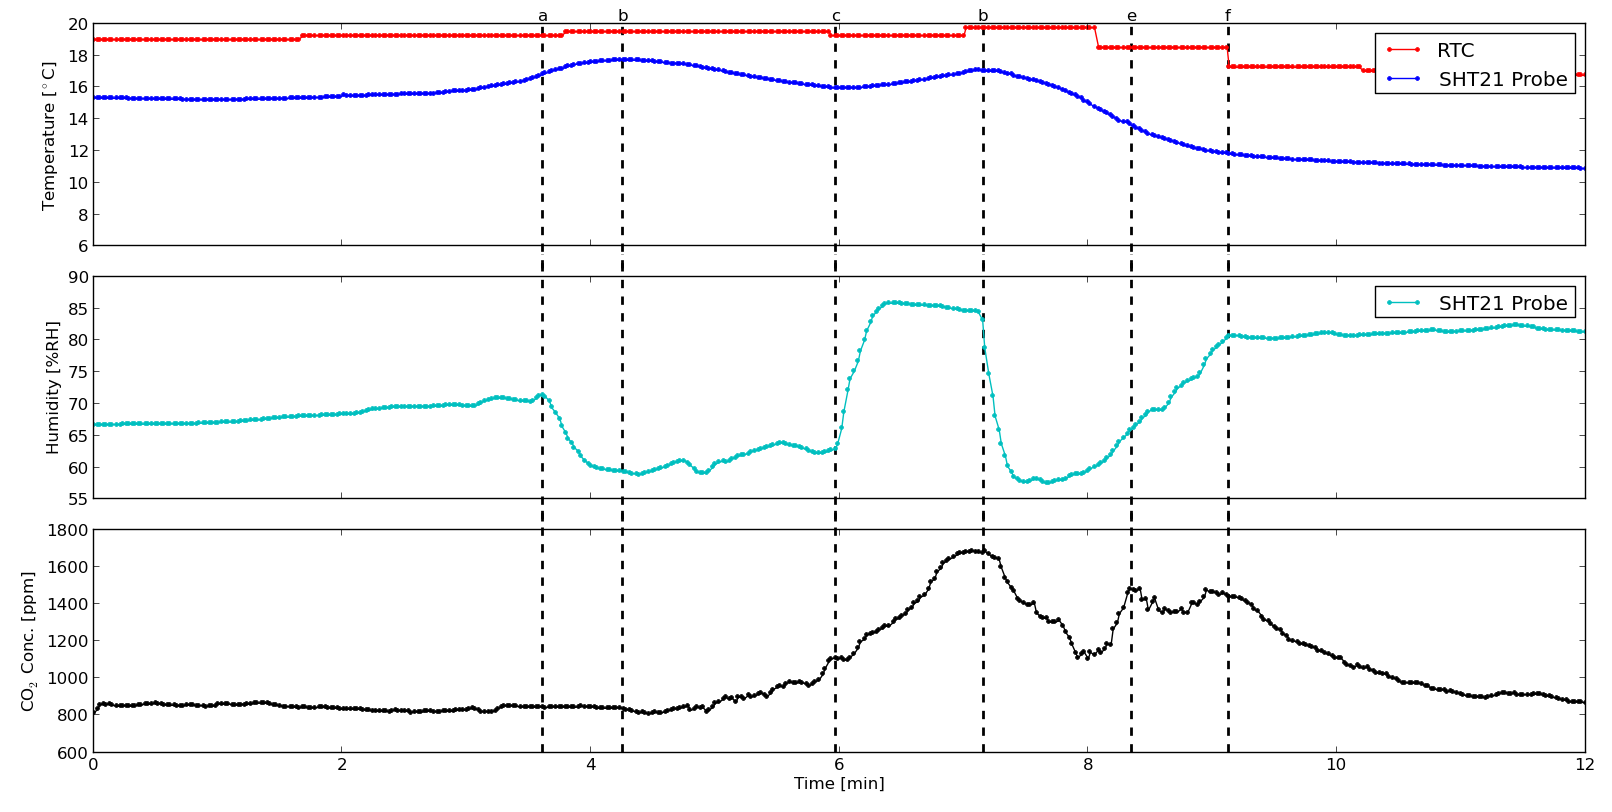 a b c b e f
20
18
16
14
12
10
8
6
Temperature [°C]
RTC
SHT21 Probe
90
85
80
75
70
65
60
55
Humidity [%RH]
SHT21 Probe
1800
1600
1400
1200
1000
800
600
CO₂ Conc. [ppm]
0 2 4 6 8 10 12
Time [min]